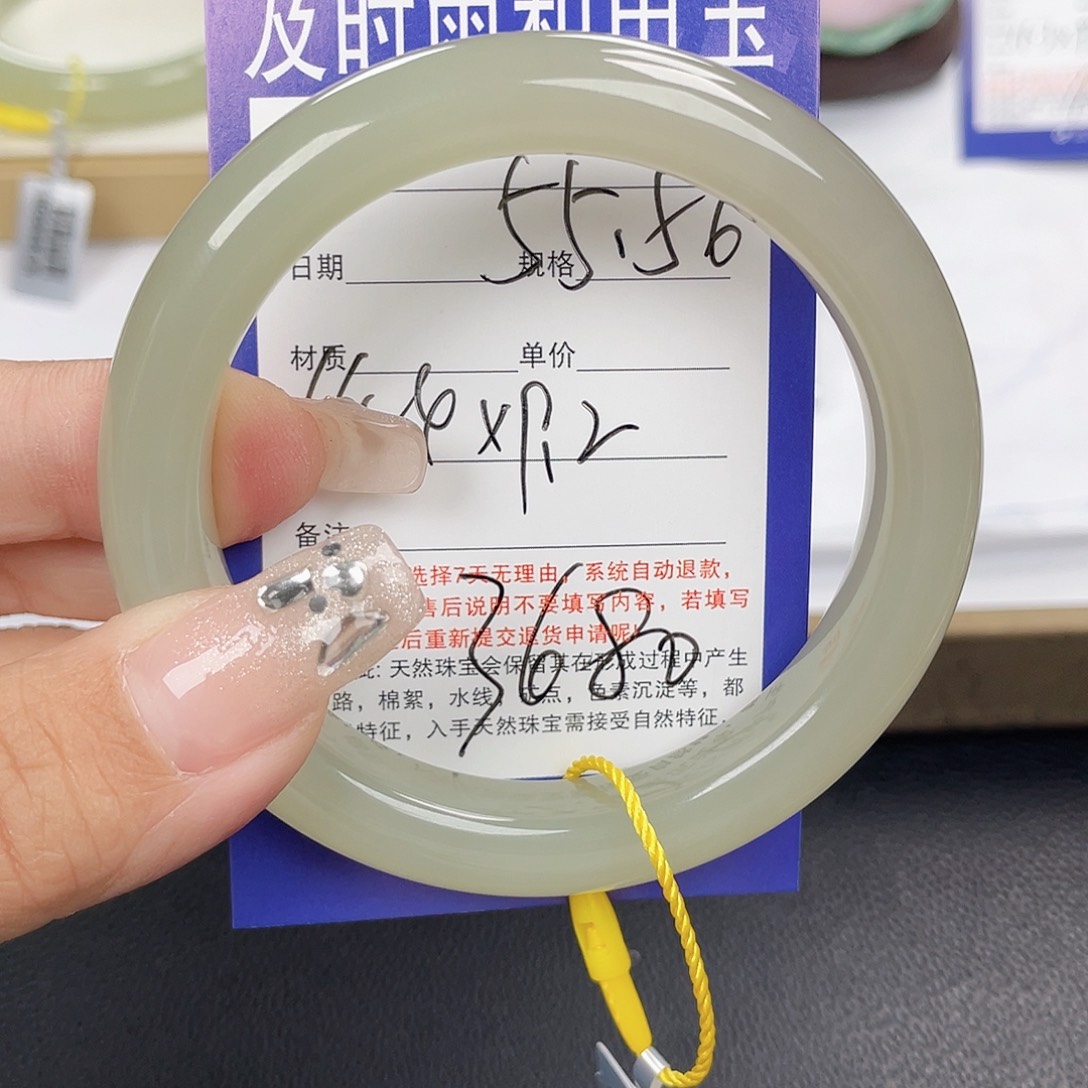 及时雨和田玉
55.56
日期 规格
材质 单价
备注
选择7天无理由，系统自动退款，
售后说明不要填写内容，若填写
后重新提交退货申请呢！
: 天然珠宝会保留其在形成过程中产生
路，棉絮，水线，点，色素沉淀等，都
特征，入手天然珠宝需接受自然特征
3680